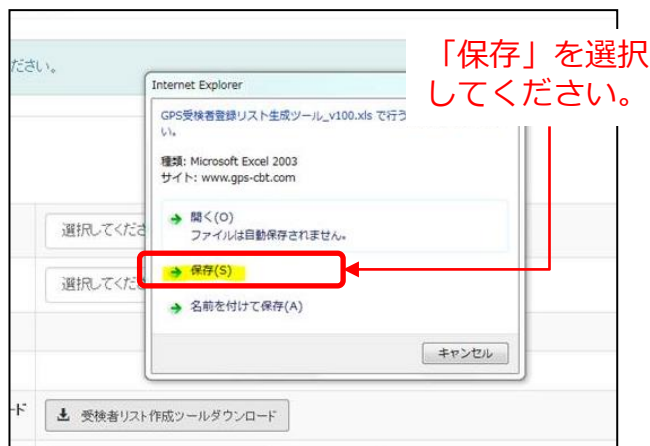 「保存」を選択
してください。
ださい。
Internet Explorer
GPS受検者登録リスト生成ツール_v100.xls で行う
い。
種類: Microsoft Excel 2003
サイト: www.gps-cbt.com
開く(O)
ファイルは自動保存されません。
選択してくださ
保存(S)
選択してくださ
名前を付けて保存(A)
キャンセル
ード
受検者リスト作成ツールダウンロード